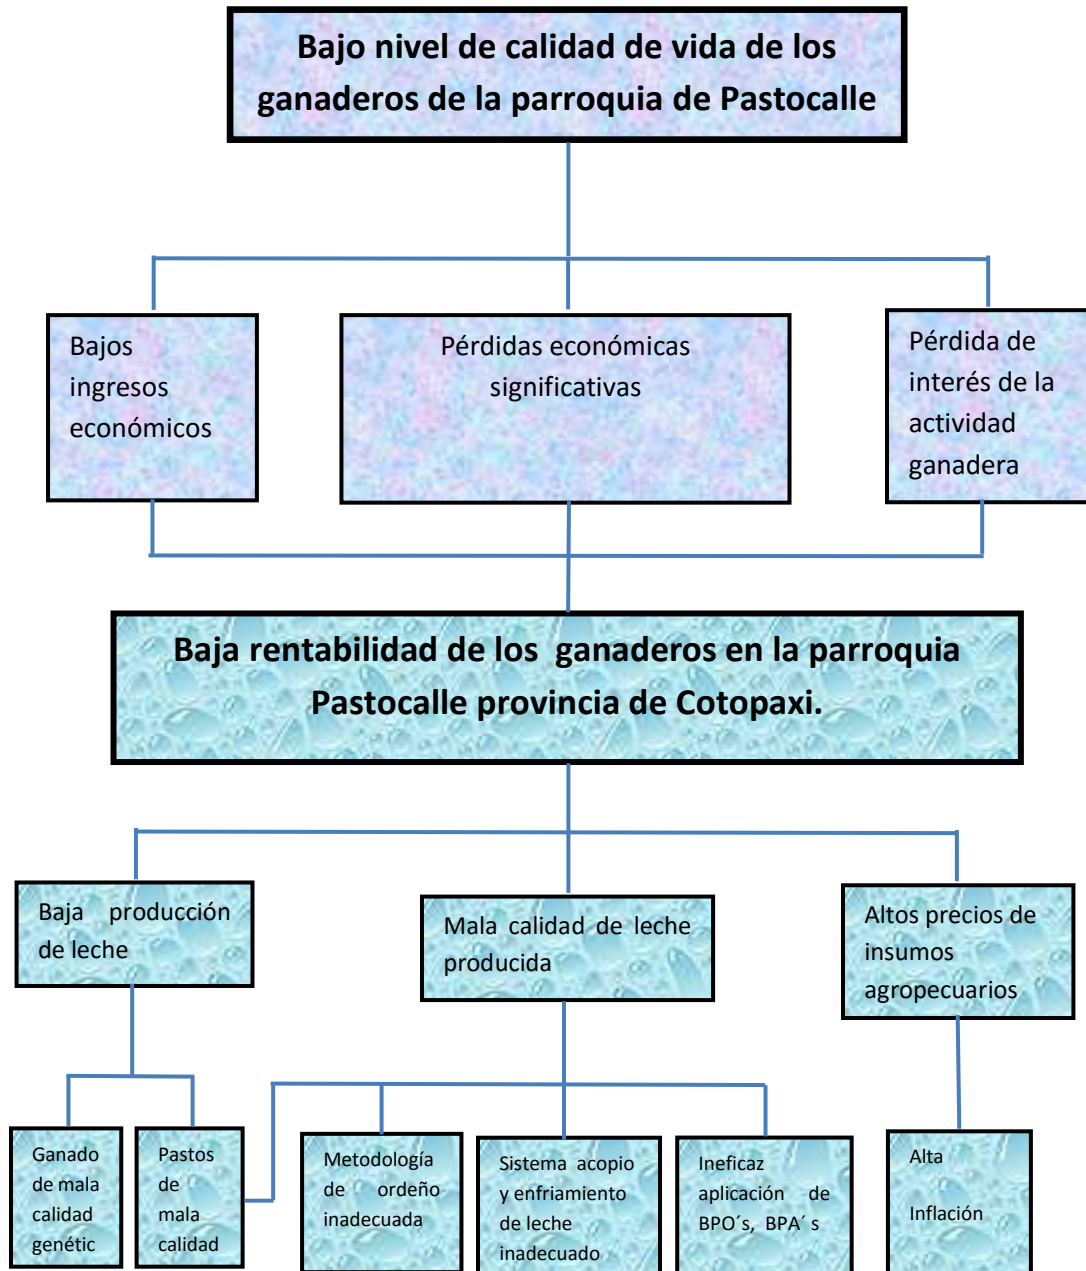 Bajo nivel de calidad de vida de los
ganaderos de la parroquia de Pastocalle
Bajos
ingresos
económicos
Pérdidas económicas
significativas
Pérdida de
interés de la
actividad
ganadera
Baja rentabilidad de los ganaderos en la parroquia
Pastocalle provincia de Cotopaxi.
Baja producción
de leche
Mala calidad de leche
producida
Altos precios de
insumos
agropecuarios
Ganado
de mala
calidad
genétic
Pastos
de
mala
calidad
Metodología
de ordeño
inadecuada
Sistema acopio
y enfriamiento
de leche
inadecuado
Ineficaz
aplicación de
BPO´s, BPA´ s
Alta
Inflación